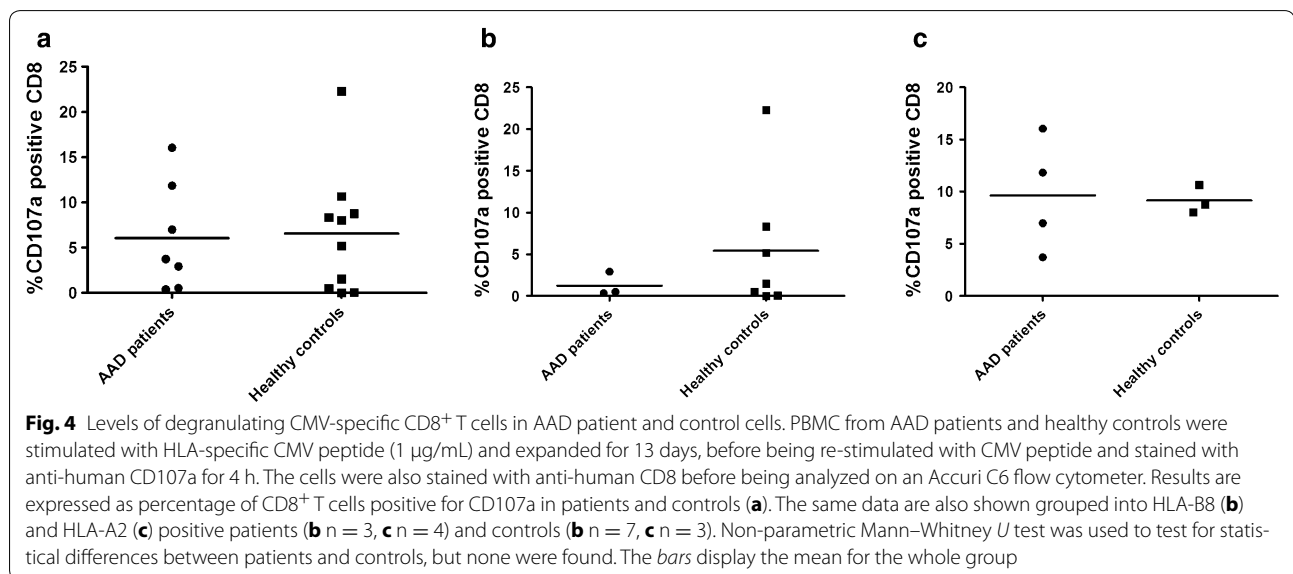 a
25
20
15
10
5
0
%CD107a positive CD8
AAD patients
Healthy controls
b
25
20
15
10
5
0
%CD107a positive CD8
AAD patients
Healthy controls
c
20
15
10
5
0
%CD107a positive CD8
AAD patients
Healthy controls
Fig. 4 Levels of degranulating CMV-specific CD8+ T cells in AAD patient and control cells. PBMC from AAD patients and healthy controls were
stimulated with HLA-specific CMV peptide (1 μg/mL) and expanded for 13 days, before being re-stimulated with CMV peptide and stained with
anti-human CD107a for 4 h. The cells were also stained with anti-human CD8 before being analyzed on an Accuri C6 flow cytometer. Results are
expressed as percentage of CD8+ T cells positive for CD107a in patients and controls (a). The same data are also shown grouped into HLA-B8 (b)
and HLA-A2 (c) positive patients (b n = 3, c n = 4) and controls (b n = 7, c n = 3). Non-parametric Mann–Whitney U test was used to test for statis-
tical differences between patients and controls, but none were found. The bars display the mean for the whole group